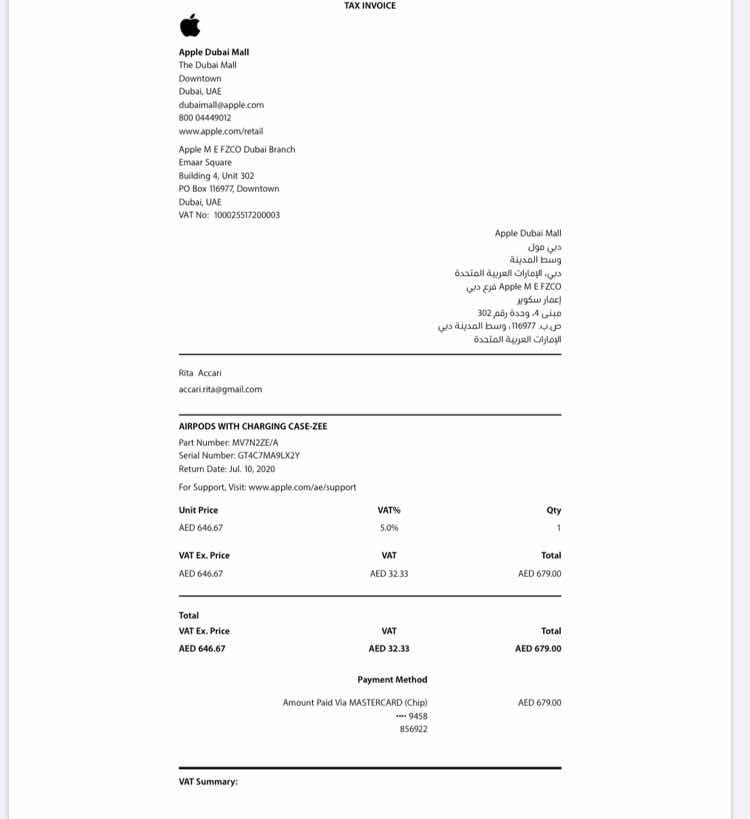 TAX INVOICE
Apple Dubai Mall
The Dubai Mall
Downtown
Dubai, UAE
dubaimall@apple.com
800 04449012
www.apple.com/retail
Apple M E FZCO Dubai Branch
Emaar Square
Building 4, Unit 302
PO Box 116977, Downtown
Dubai, UAE
VAT No: 100025517200003
Apple Dubai Mall
دبي مول
وسط المدينة
دبي، الإمارات العربية المتحدة
Apple M E FZCO فرع دبي
إعمار سكوير
مبنى 4، وحدة رقم 302
ص.ب. 116977، وسط المدينة دبي
الإمارات العربية المتحدة
Rita Accari
accari.rita@gmail.com
AIRPODS WITH CHARGING CASE-ZEE
Part Number: MV7N2ZE/A
Serial Number: GT4C7MA9LX2Y
Return Date: Jul. 10, 2020
For Support, Visit: www.apple.com/ae/support
Unit Price VAT% Qty
AED 646.67 5.0% 1
VAT Ex. Price VAT Total
AED 646.67 AED 32.33 AED 679.00
Total
VAT Ex. Price VAT Total
AED 646.67 AED 32.33 AED 679.00
Payment Method
Amount Paid Via MASTERCARD (Chip) AED 679.00
•••• 9458
856922
VAT Summary: